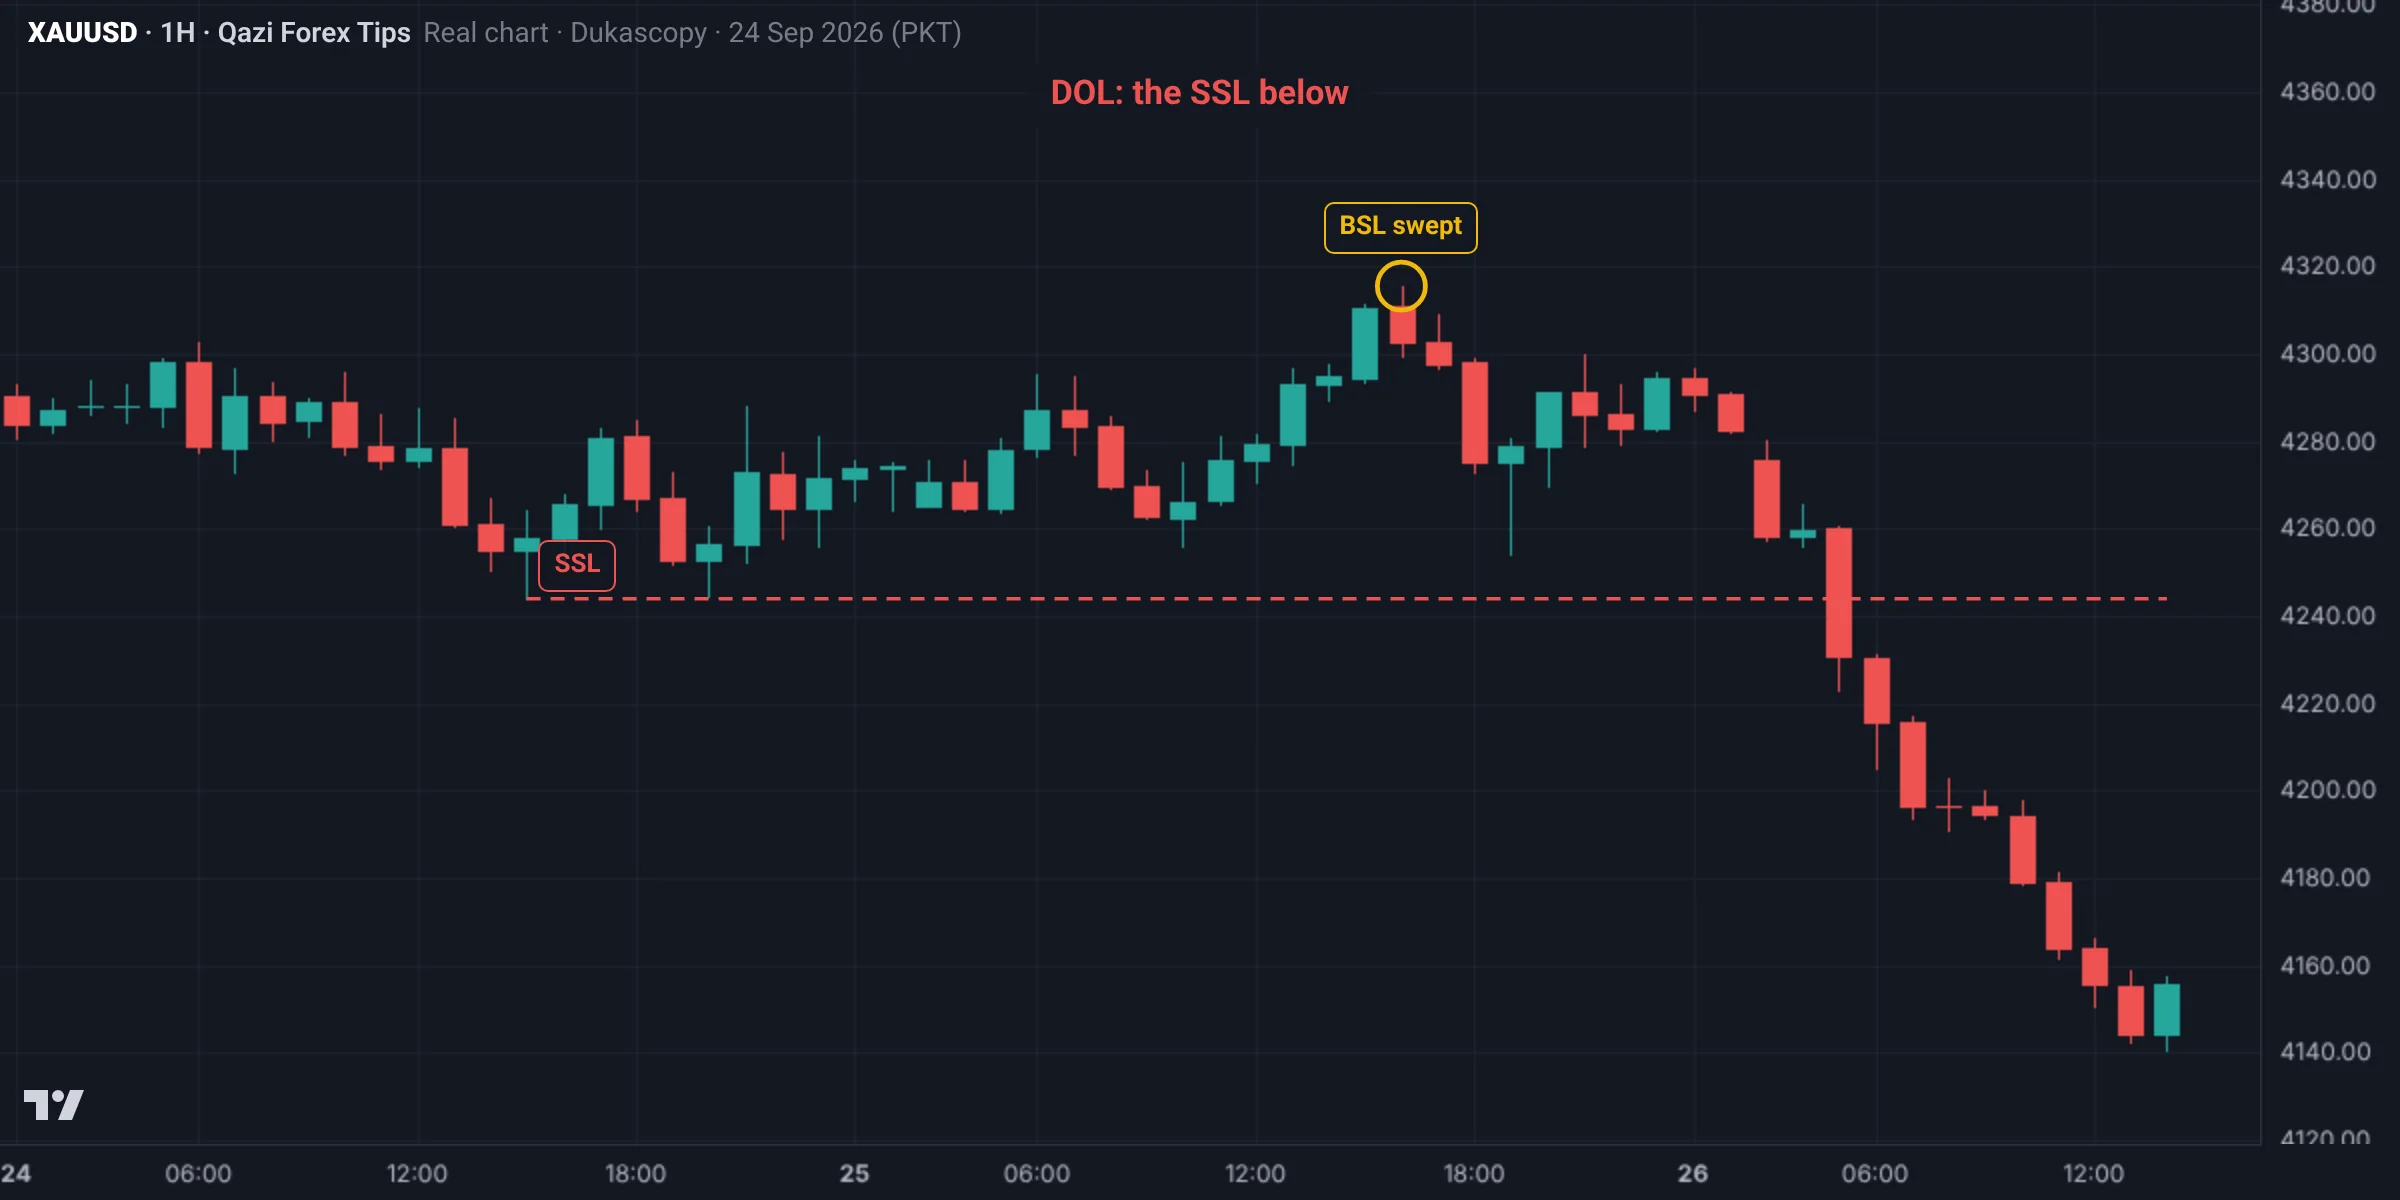 XAUUSD · 1H · Qazi Forex Tips Real chart · Dukascopy · 24 Sep 2026 (PKT)
DOL: the SSL below
BSL swept
SSL
4380.00
4360.00
4340.00
4320.00
4300.00
4280.00
4260.00
4240.00
4220.00
4200.00
4180.00
4160.00
4140.00
4120.00
24 06:00 12:00 18:00 25 06:00 12:00 18:00 26 06:00 12:00